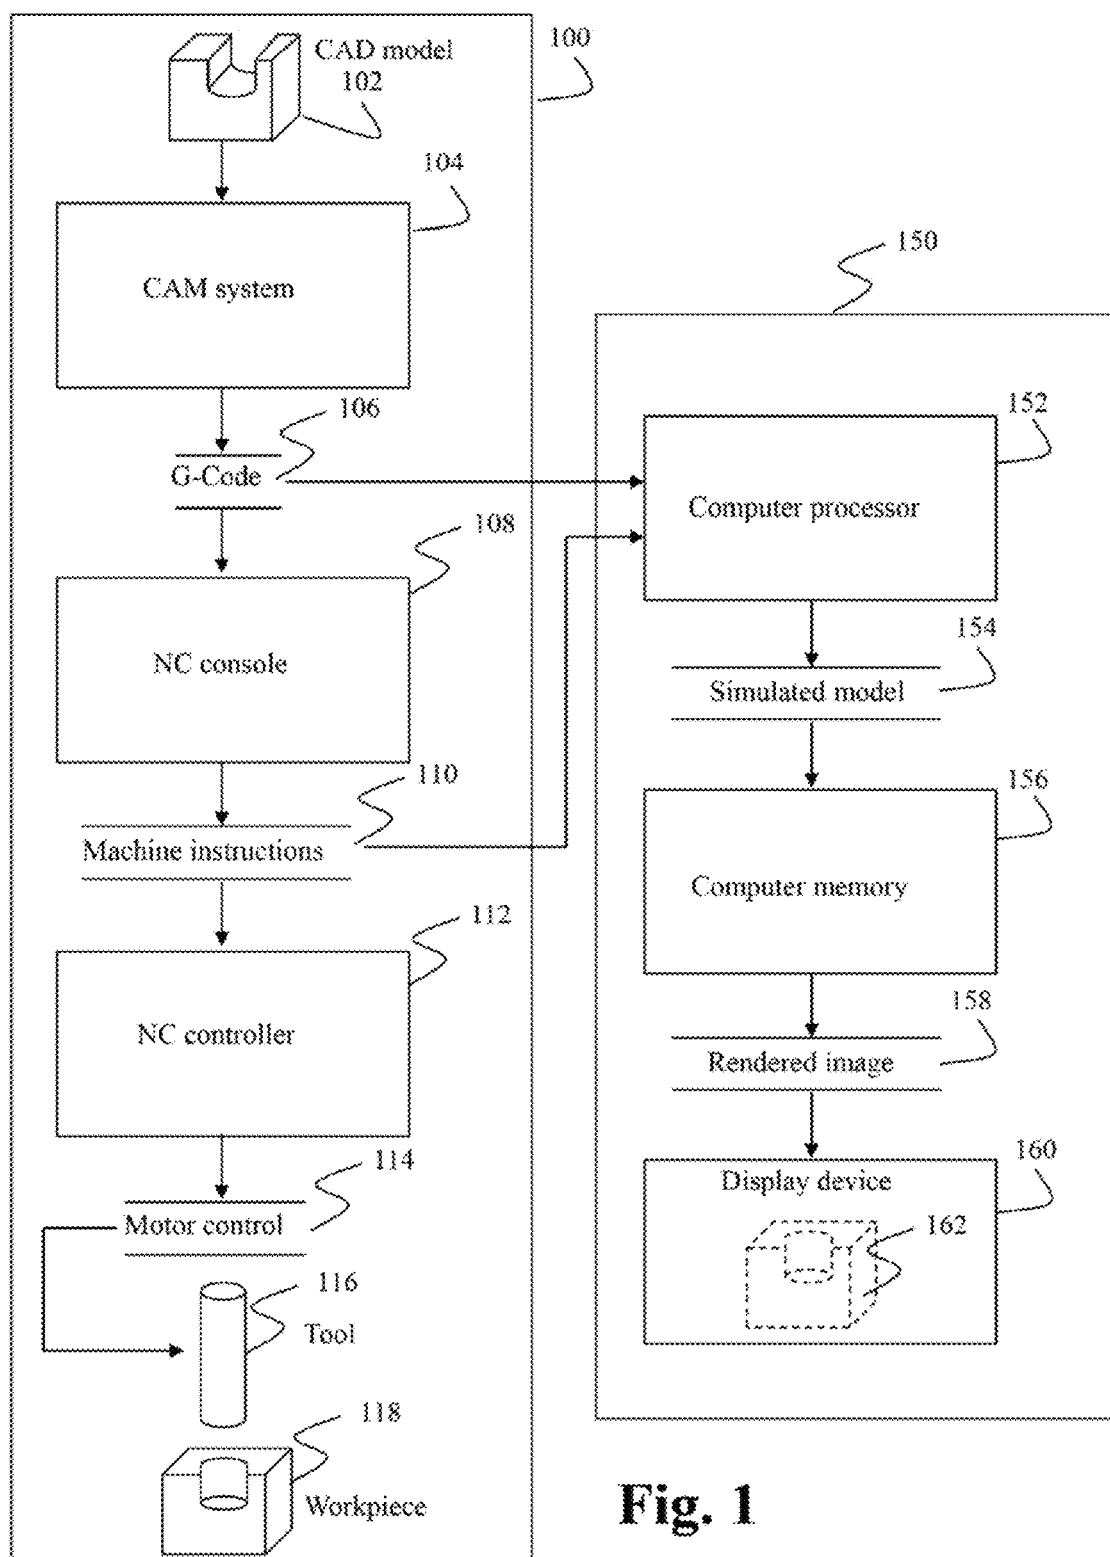 CAD model
102
100
104
CAM system
106
G-Code
108
NC console
110
Machine instructions
112
NC controller
114
Motor control
116
Tool
118
Workpiece
150
152
Computer processor
154
Simulated model
156
Computer memory
158
Rendered image
160
Display device
162
Fig. 1